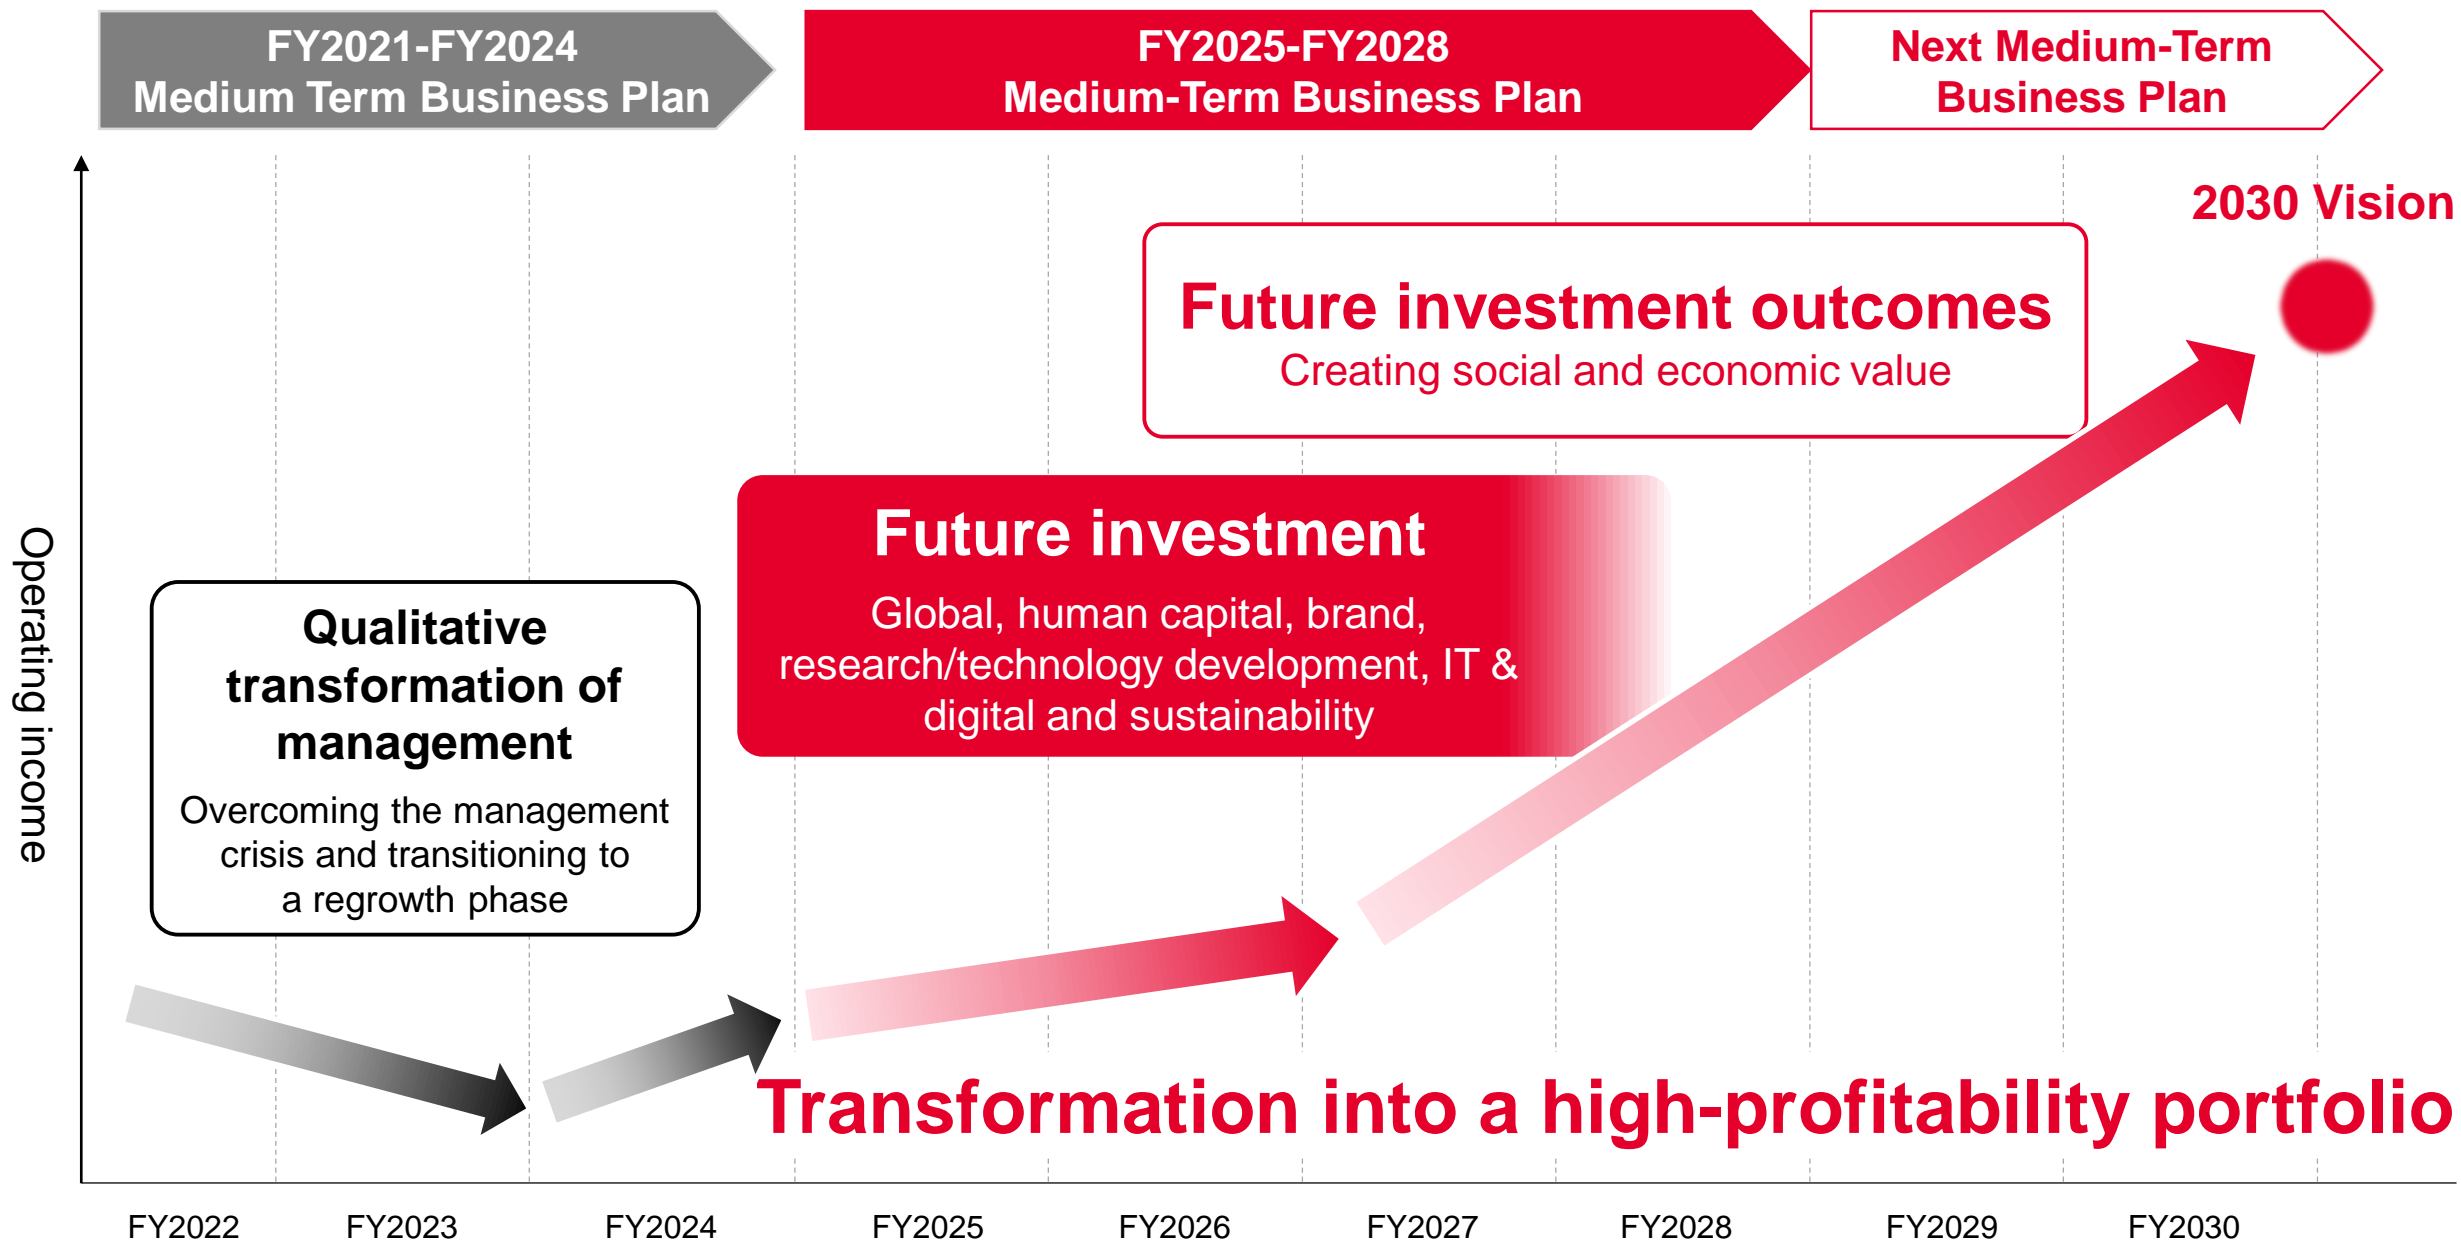 FY2021-FY2024
Medium Term Business Plan
FY2025-FY2028
Medium-Term Business Plan
Next Medium-Term
Business Plan
2030 Vision
Future investment outcomes
Creating social and economic value
Future investment
Global, human capital, brand,
research/technology development, IT &
digital and sustainability
Qualitative
transformation of
management
Overcoming the management
crisis and transitioning to
a regrowth phase
Operating income
Transformation into a high-profitability portfolio
FY2022
FY2023
FY2024
FY2025
FY2026
FY2027
FY2028
FY2029
FY2030